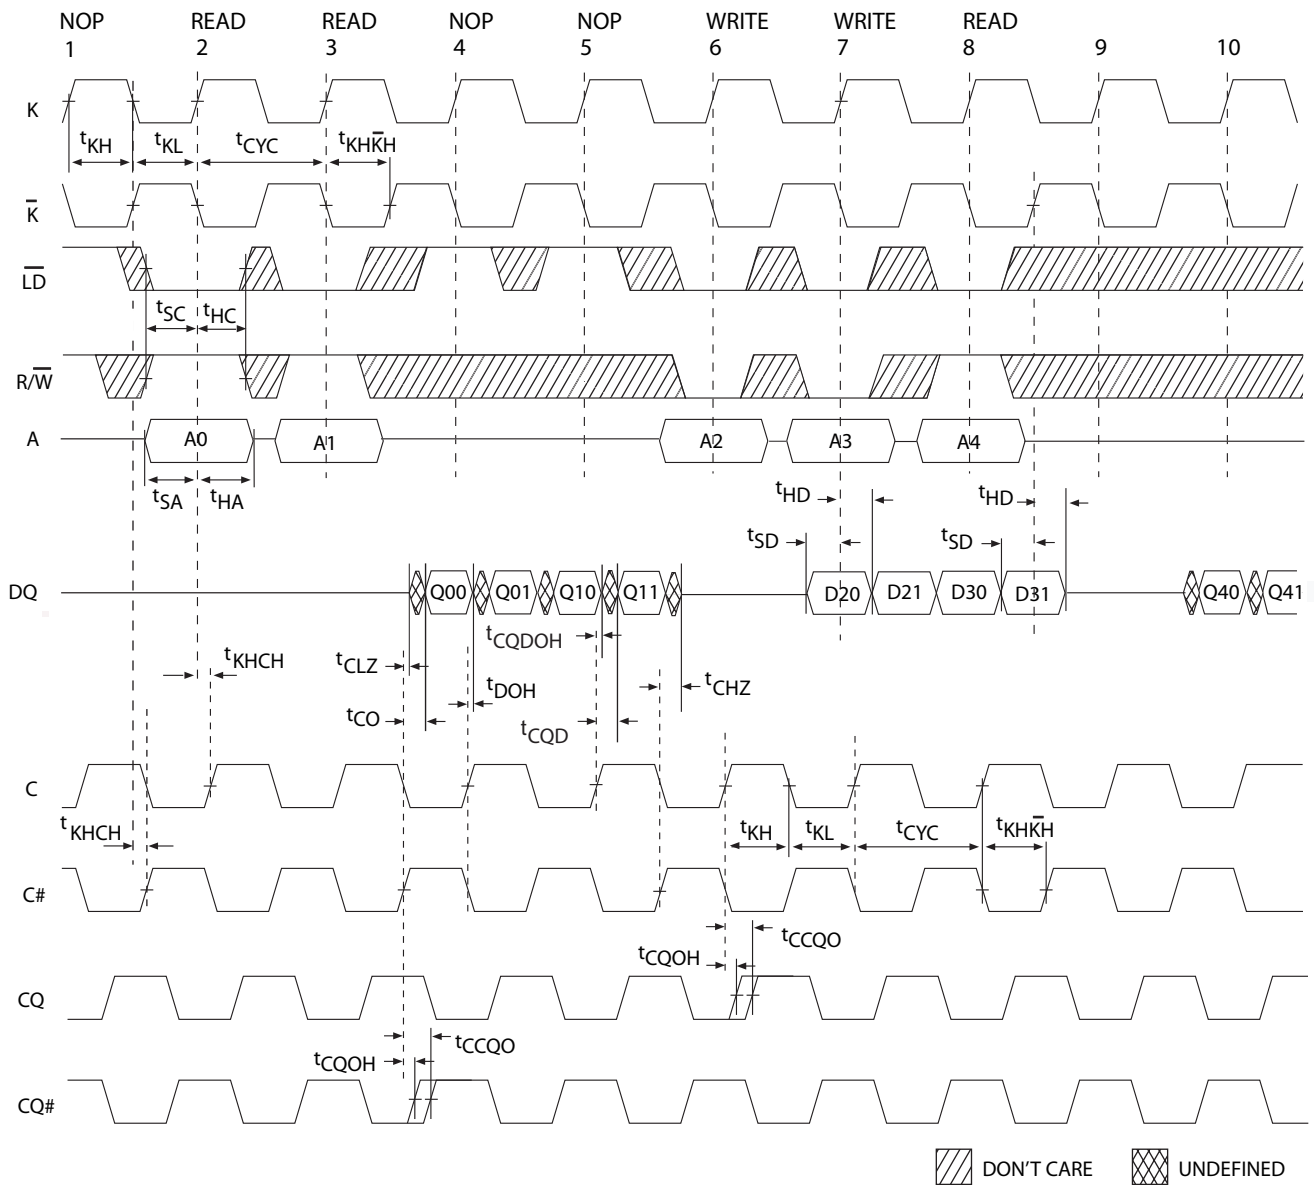 NOP READ READ NOP NOP WRITE WRITE READ
1 2 3 4 5 6 7 8 9 10
K
tKH tKL tCYC tKHK̅H
K̅
L̅D̅
tSC tHC
R/W̅
A A0 A1 A2 A3 A4
tSA tHA tHD tHD
tSD tSD
DQ Q00 Q01 Q10 Q11 D20 D21 D30 D31 Q40 Q41
tCQDOH
tKHCH tCLZ tDOH tCHZ
tCO tCQD
C
tKHCH tKH tKL tCYC tKHK̅H
C#
tCCQO
tCQOH
CQ
tCCQO
tCQOH
CQ#
DON'T CARE UNDEFINED